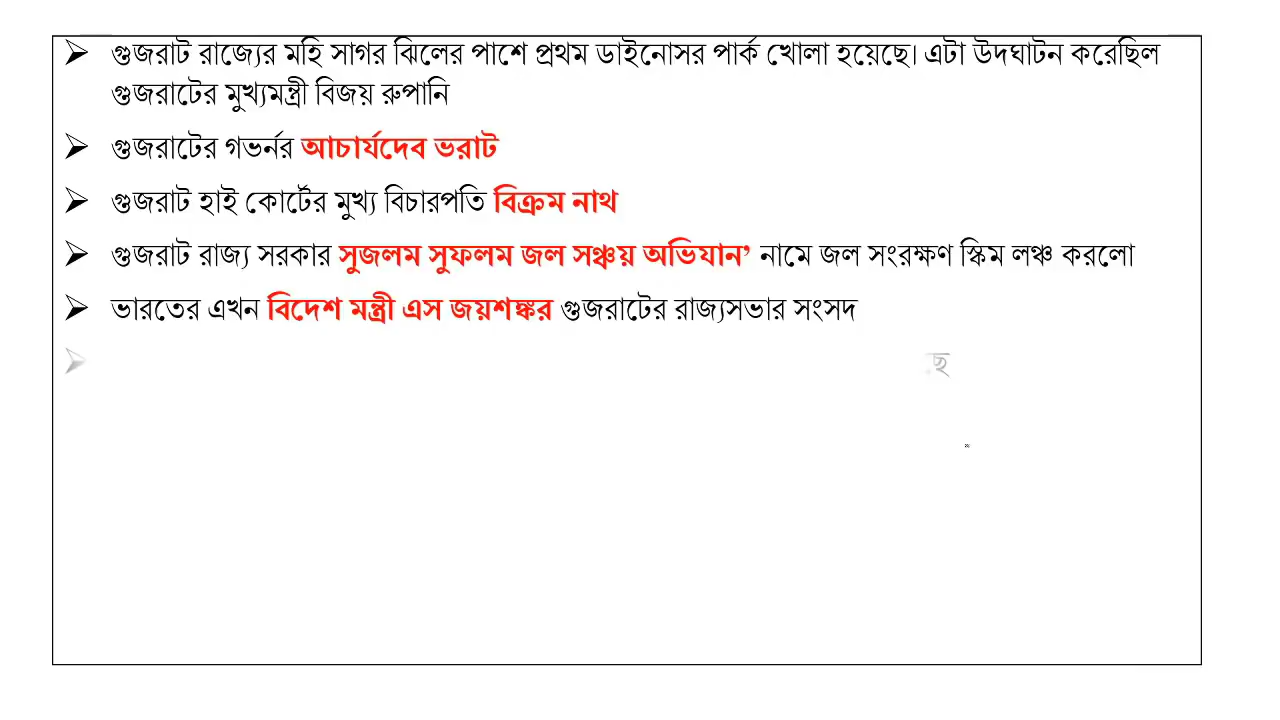 গুজরাট রাজ্যের মহি সাগর ঝিলের পাশে প্রথম ডাইনোসর পার্ক খোলা হয়েছে। এটা উদঘাটন করেছিল
গুজরাটের মুখ্যমন্ত্রী বিজয় রুপানি
গুজরাটের গভর্নর আচার্যদেব ভরাট
গুজরাট হাই কোর্টের মুখ্য বিচারপতি বিক্রম নাথ
গুজরাট রাজ্য সরকার সুজলম সুফলম জল সঞ্চয় অভিযান’ নামে জল সংরক্ষণ স্কিম লঞ্চ করলো
ভারতের এখন বিদেশ মন্ত্রী এস জয়শঙ্কর গুজরাটের রাজ্যসভার সংসদ